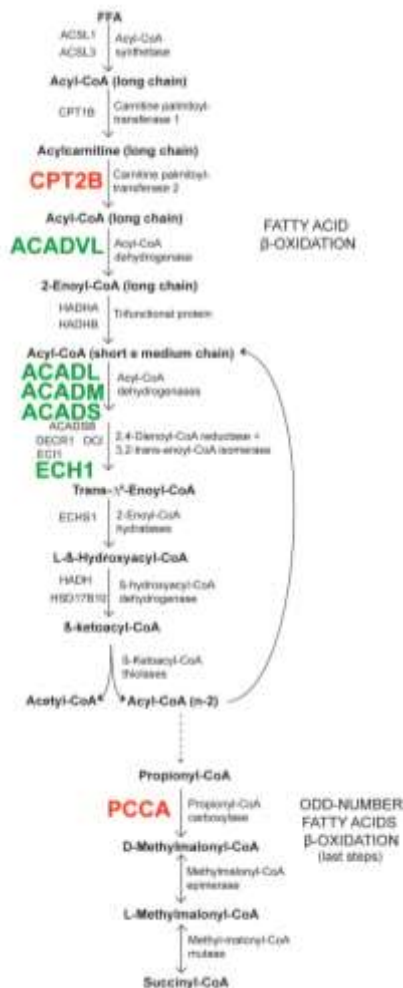 FFA
ACSL1
ACSL3
Acyl-CoA
synthetase
Acyl-CoA (long chain)
CPT1B
Carnitine palmitoyl-
transferase 1
Acylcarnitine (long chain)
CPT2B
Carnitine palmitoyl-
transferase 2
Acyl-CoA (long chain)
FATTY ACID
β-OXIDATION
ACADVL
Acyl-CoA
dehydrogenase
2-Enoyl-CoA (long chain)
HADHA
HADHB
Trifunctional protein
Acyl-CoA (short e medium chain)
ACADL
ACADM
ACADS
Acyl-CoA
dehydrogenases
ACADSB
DECR1 DCI
ECI1
ECH1
2,4-Dienoyl-CoA reductase +
3,2-trans-enoyl-CoA isomerase
Trans-Δ²-Enoyl-CoA
ECHS1
2-Enoyl-CoA
hydratases
L-ß-Hydroxyacyl-CoA
HADH
HSD17B10
ß-hydroxyacyl-CoA
dehydrogenase
ß-ketoacyl-CoA
ß-Ketoacyl-CoA
thiolases
Acetyl-CoA
Acyl-CoA (n-2)
Propionyl-CoA
PCCA
Propionyl-CoA
carboxylase
ODD-NUMBER
FATTY ACIDS
β-OXIDATION
(last steps)
D-Methylmalonyl-CoA
Methylmalonyl-CoA
epimerase
L-Methylmalonyl-CoA
Methyl-malonyl-CoA
mutase
Succinyl-CoA